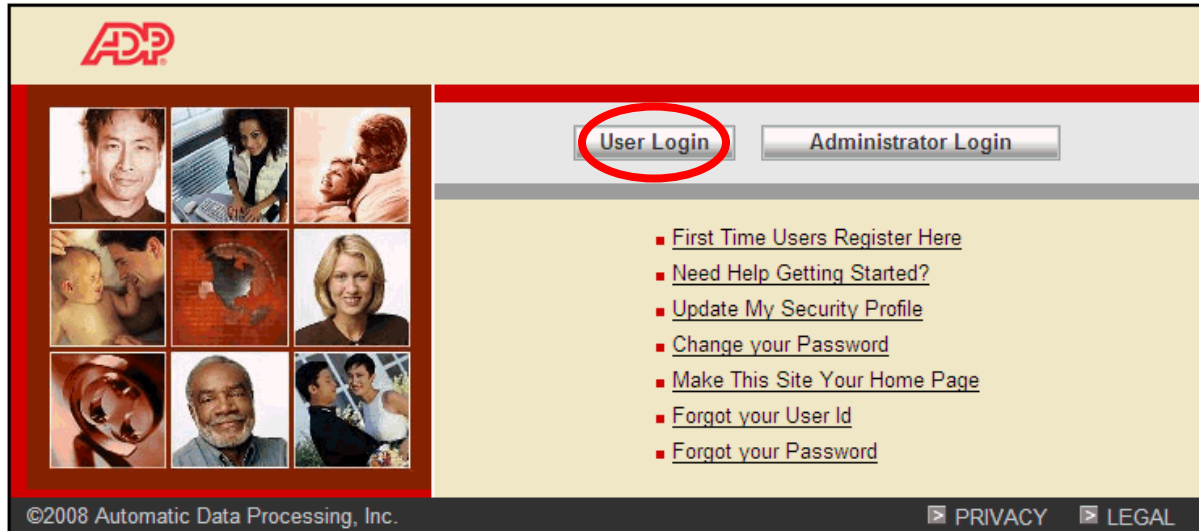 ADP
User Login Administrator Login
First Time Users Register Here
Need Help Getting Started?
Update My Security Profile
Change your Password
Make This Site Your Home Page
Forgot your User Id
Forgot your Password
©2008 Automatic Data Processing, Inc. PRIVACY LEGAL